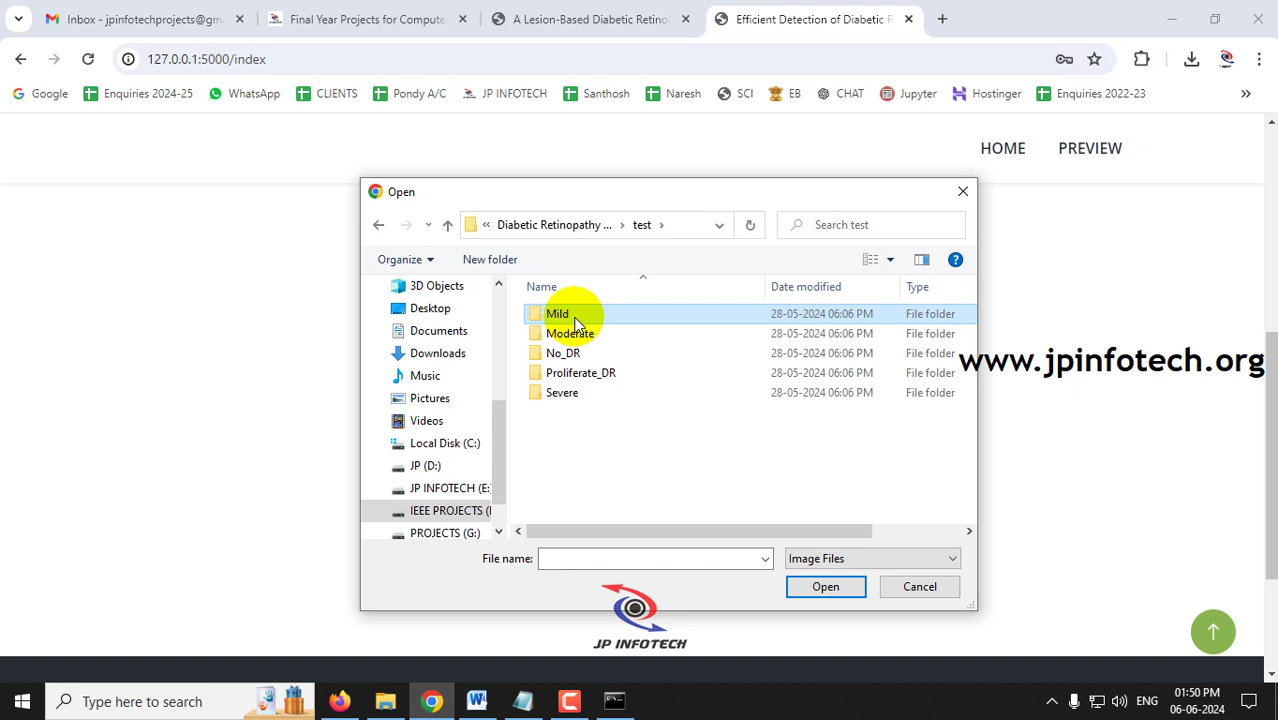 Inbox - jpinfotechprojects@gm
Final Year Projects for Compute
A Lesion-Based Diabetic Retino
Efficient Detection of Diabetic R
127.0.0.1:5000/index
Google
Enquiries 2024-25
WhatsApp
CLIENTS
Pondy A/C
JP INFOTECH
Santhosh
Naresh
SCI
EB
CHAT
Jupyter
Hostinger
Enquiries 2022-23
HOME
PREVIEW
Open
« Diabetic Retinopathy ... › test ›
Search test
Organize
New folder
Name
Date modified
Type
3D Objects
Desktop
Documents
Downloads
Music
Pictures
Videos
Local Disk (C:)
JP (D:)
JP INFOTECH (E:
IEEE PROJECTS (
PROJECTS (G:)
Mild 28-05-2024 06:06 PM File folder
Moderate 28-05-2024 06:06 PM File folder
No_DR 28-05-2024 06:06 PM File folder
Proliferate_DR 28-05-2024 06:06 PM File folder
Severe 28-05-2024 06:06 PM File folder
www.jpinfotech.org
File name:
Image Files
Open
Cancel
JP INFOTECH
Type here to search
ENG
01:50 PM
06-06-2024